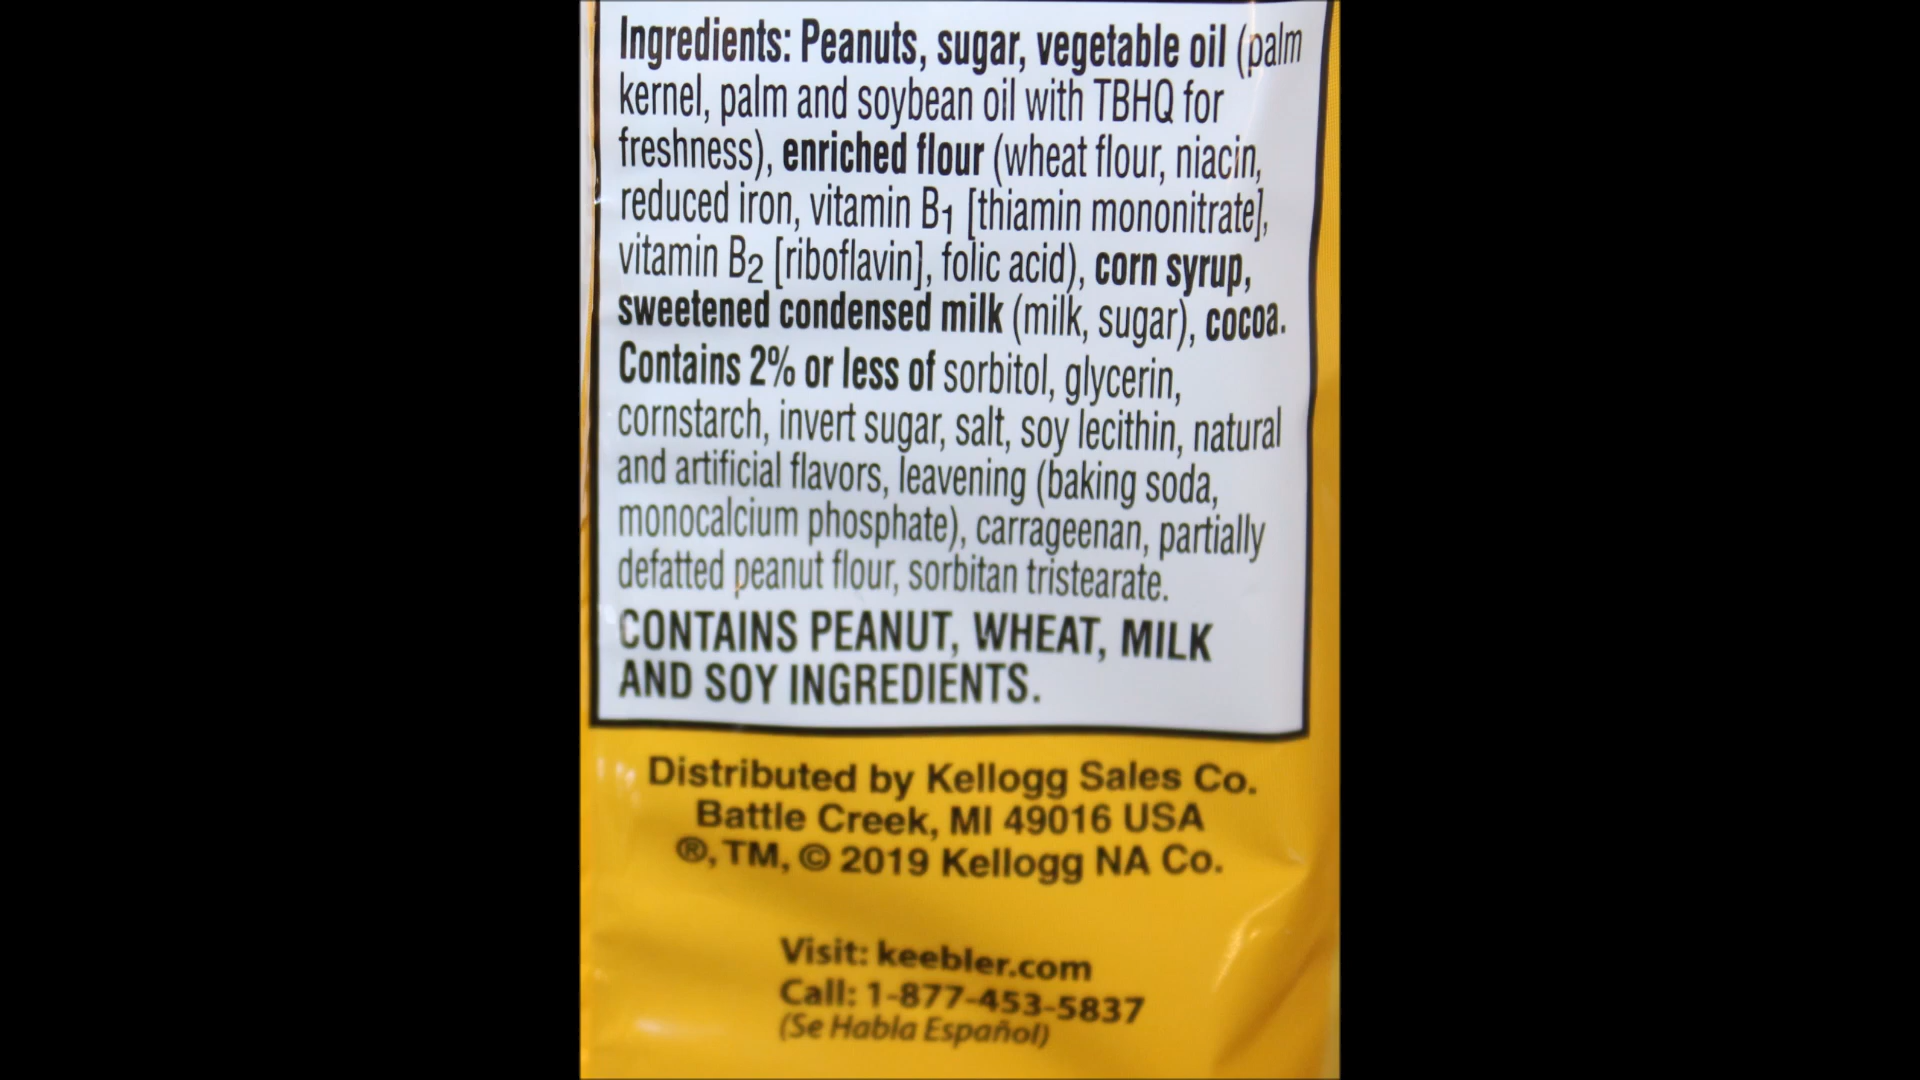 Ingredients: Peanuts, sugar, vegetable oil (palm
kernel, palm and soybean oil with TBHQ for
freshness), enriched flour (wheat flour, niacin,
reduced iron, vitamin B1 [thiamin mononitrate],
vitamin B2 [riboflavin], folic acid), corn syrup,
sweetened condensed milk (milk, sugar), cocoa.
Contains 2% or less of sorbitol, glycerin,
cornstarch, invert sugar, salt, soy lecithin, natural
and artificial flavors, leavening (baking soda,
monocalcium phosphate), carrageenan, partially
defatted peanut flour, sorbitan tristearate.
CONTAINS PEANUT, WHEAT, MILK
AND SOY INGREDIENTS.
Distributed by Kellogg Sales Co.
Battle Creek, MI 49016 USA
®, TM, © 2019 Kellogg NA Co.
Visit: keebler.com
Call: 1-877-453-5837
(Se Habla Español)